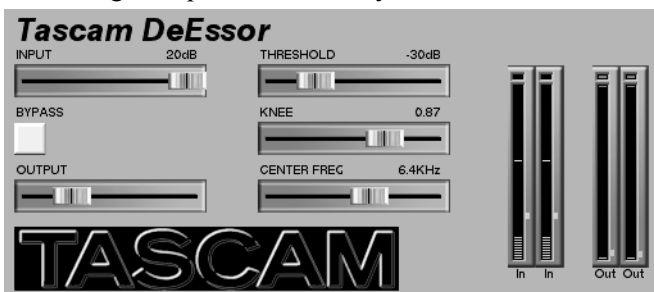 Tascam DeEssor
INPUT 20dB
THRESHOLD -30dB
BYPASS
KNEE 0.87
OUTPUT
CENTER FREQ 6.4KHz
TASCAM
In In Out Out